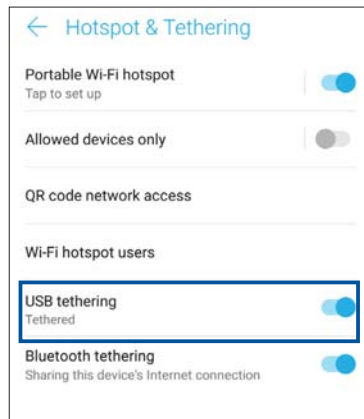 Hotspot & Tethering
Portable Wi-Fi hotspot
Tap to set up
Allowed devices only
QR code network access
Wi-Fi hotspot users
USB tethering
Tethered
Bluetooth tethering
Sharing this device's Internet connection